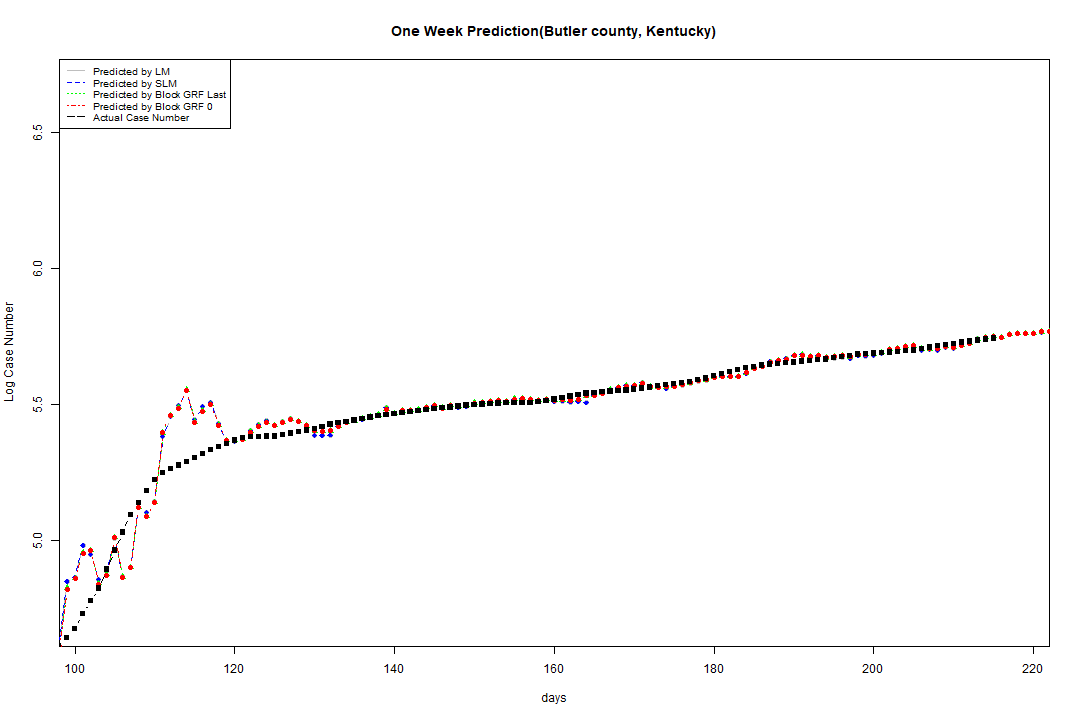 One Week Prediction(Butler county, Kentucky)
Predicted by LM
Predicted by SLM
Predicted by Block GRF Last
Predicted by Block GRF 0
Actual Case Number
6.5
6.0
5.5
5.0
Log Case Number
100 120 140 160 180 200 220
days